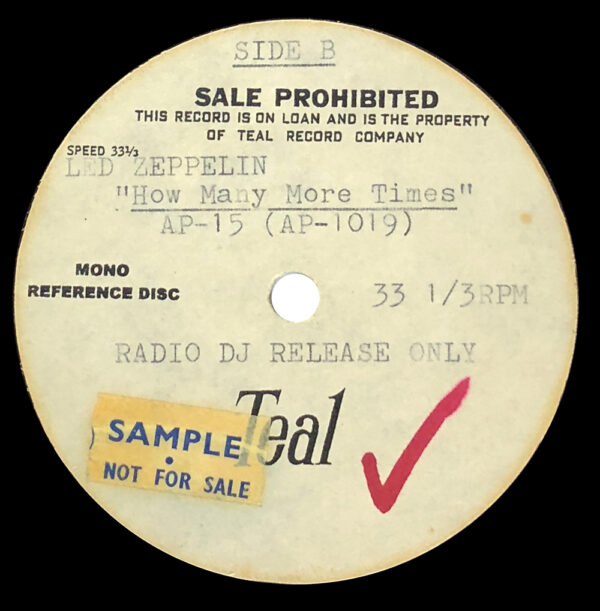 SIDE B
SALE PROHIBITED
THIS RECORD IS ON LOAN AND IS THE PROPERTY
OF TEAL RECORD COMPANY
SPEED 33⅓
LED ZEPPELIN
"How Many More Times"
AP-15 (AP-1019)
MONO
REFERENCE DISC
33 1/3RPM
RADIO DJ RELEASE ONLY
Teal
SAMPLE
NOT FOR SALE